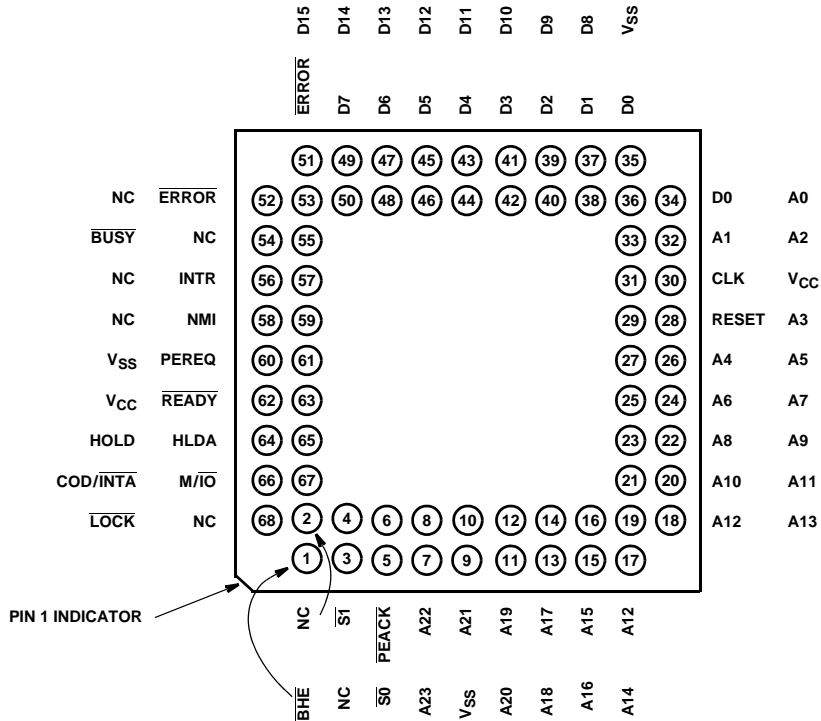 D15 D14 D13 D12 D11 D10 D9 D8 VSS
ERROR D7 D6 D5 D4 D3 D2 D1 D0
51 49 47 45 43 41 39 37 35
NC ERROR 52 53 50 48 46 44 42 40 38 36 34 D0 A0
BUSY NC 54 55 33 32 A1 A2
NC INTR 56 57 31 30 CLK VCC
NC NMI 58 59 29 28 RESET A3
VSS PEREQ 60 61 27 26 A4 A5
VCC READY 62 63 25 24 A6 A7
HOLD HLDA 64 65 23 22 A8 A9
COD/INTA M/IO 66 67 21 20 A10 A11
LOCK NC 68 2 4 6 8 10 12 14 16 19 18 A12 A13
1 3 5 7 9 11 13 15 17
PIN 1 INDICATOR
NC S1 PEACK A22 A21 A19 A17 A15 A12
BHE NC S0 A23 VSS A20 A18 A16 A14